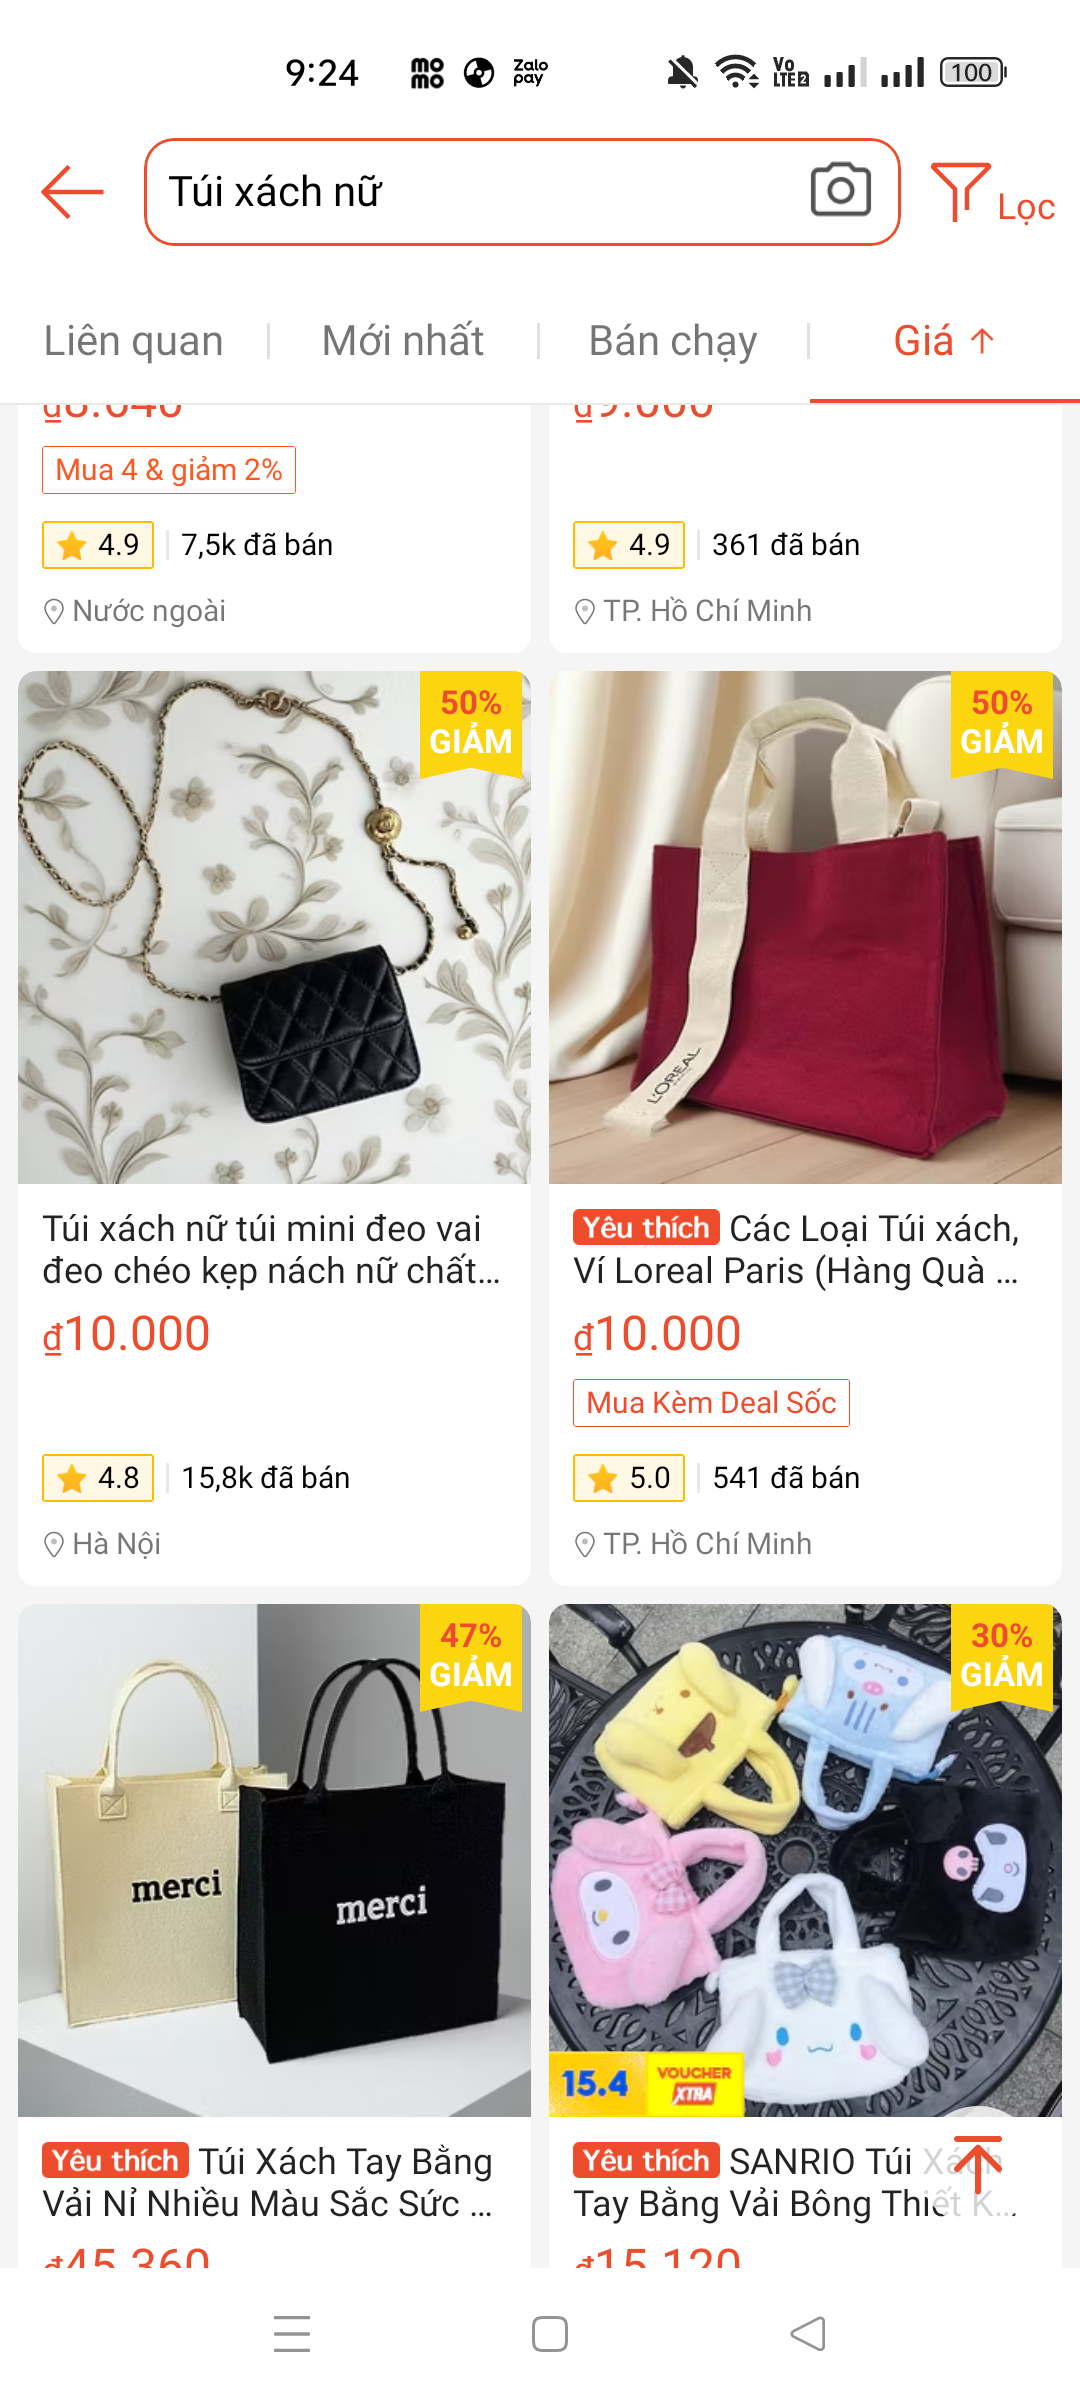 9:24
mo
mo
Zalo
pay
Vo
LTE2
100
Túi xách nữ
Lọc
Liên quan
Mới nhất
Bán chạy
Giá ↑
Mua 4 & giảm 2%
4.9
7,5k đã bán
Nước ngoài
4.9
361 đã bán
TP. Hồ Chí Minh
50%
GIẢM
Túi xách nữ túi mini đeo vai
đeo chéo kẹp nách nữ chất...
₫10.000
4.8
15,8k đã bán
Hà Nội
50%
GIẢM
L'ORÉAL
Yêu thích Các Loại Túi xách,
Ví Loreal Paris (Hàng Quà ...
₫10.000
Mua Kèm Deal Sốc
5.0
541 đã bán
TP. Hồ Chí Minh
47%
GIẢM
merci
merci
Yêu thích Túi Xách Tay Bằng
Vải Nỉ Nhiều Màu Sắc Sức ...
₫45.360
30%
GIẢM
15.4
VOUCHER
XTRA
Yêu thích SANRIO Túi Xách
Tay Bằng Vải Bông Thiết K...
₫15.120